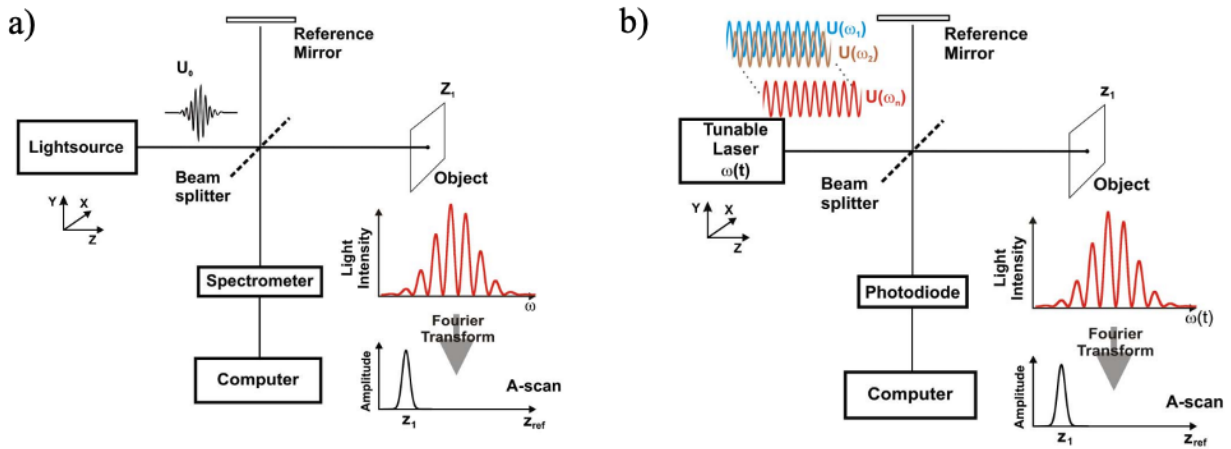 a)
Reference
Mirror
U₀
Z₁
Lightsource
Beam
splitter
Object
Y
X
Z
Light
Intensity
Spectrometer
ω
Fourier
Transform
Computer
Amplitude
A-scan
z₁
z_ref
b)
U(ω₁)
U(ω₂)
U(ωₙ)
Reference
Mirror
z₁
Tunable
Laser
ω(t)
Beam
splitter
Object
Y
X
Z
Light
Intensity
Photodiode
ω(t)
Fourier
Transform
Computer
Amplitude
A-scan
z₁
z_ref